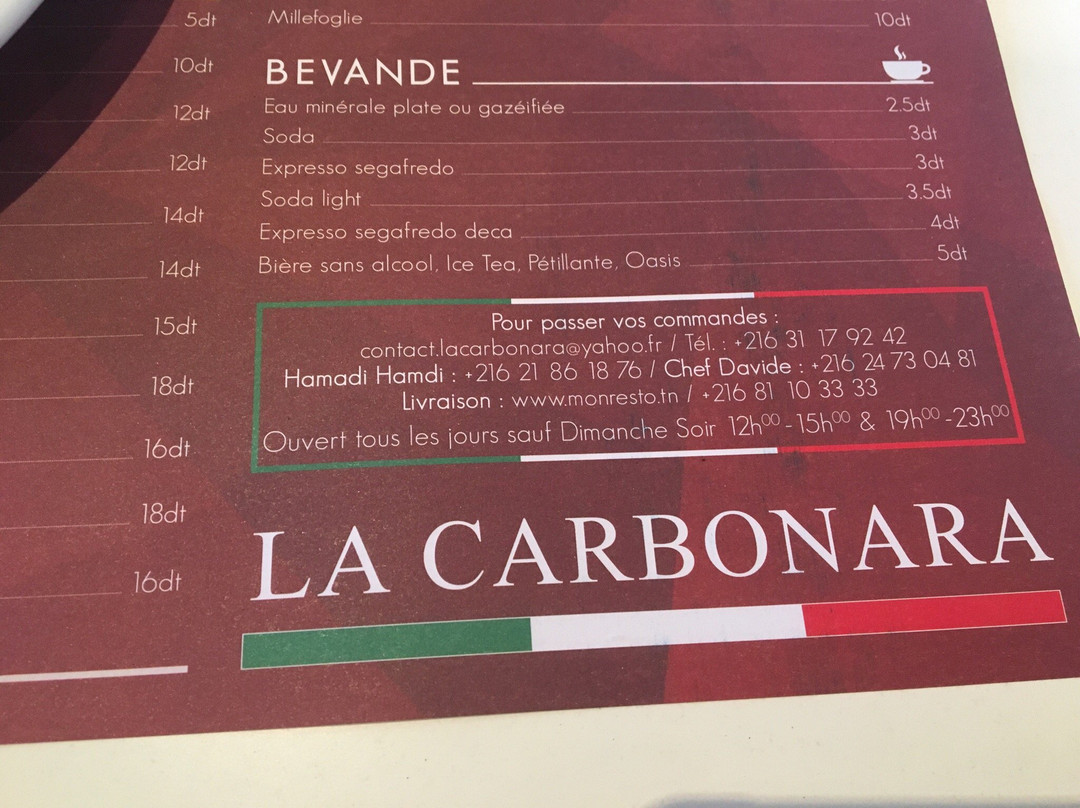 5dt
10dt
12dt
12dt
14dt
14dt
15dt
18dt
16dt
18dt
16dt
Millefoglie 10dt
BEVANDE
Eau minérale plate ou gazéifiée 2.5dt
Soda 3dt
Expresso segafredo 3dt
Soda light 3.5dt
Expresso segafredo deca 4dt
Bière sans alcool, Ice Tea, Pétillante, Oasis 5dt
Pour passer vos commandes :
contact.lacarbonara@yahoo.fr / Tél. : +216 31 17 92 42
Hamadi Hamdi : +216 21 86 18 76 / Chef Davide : +216 24 73 04 81
Livraison : www.monresto.tn / +216 81 10 33 33
Ouvert tous les jours sauf Dimanche Soir 12h00 - 15h00 & 19h00 - 23h00
LA CARBONARA